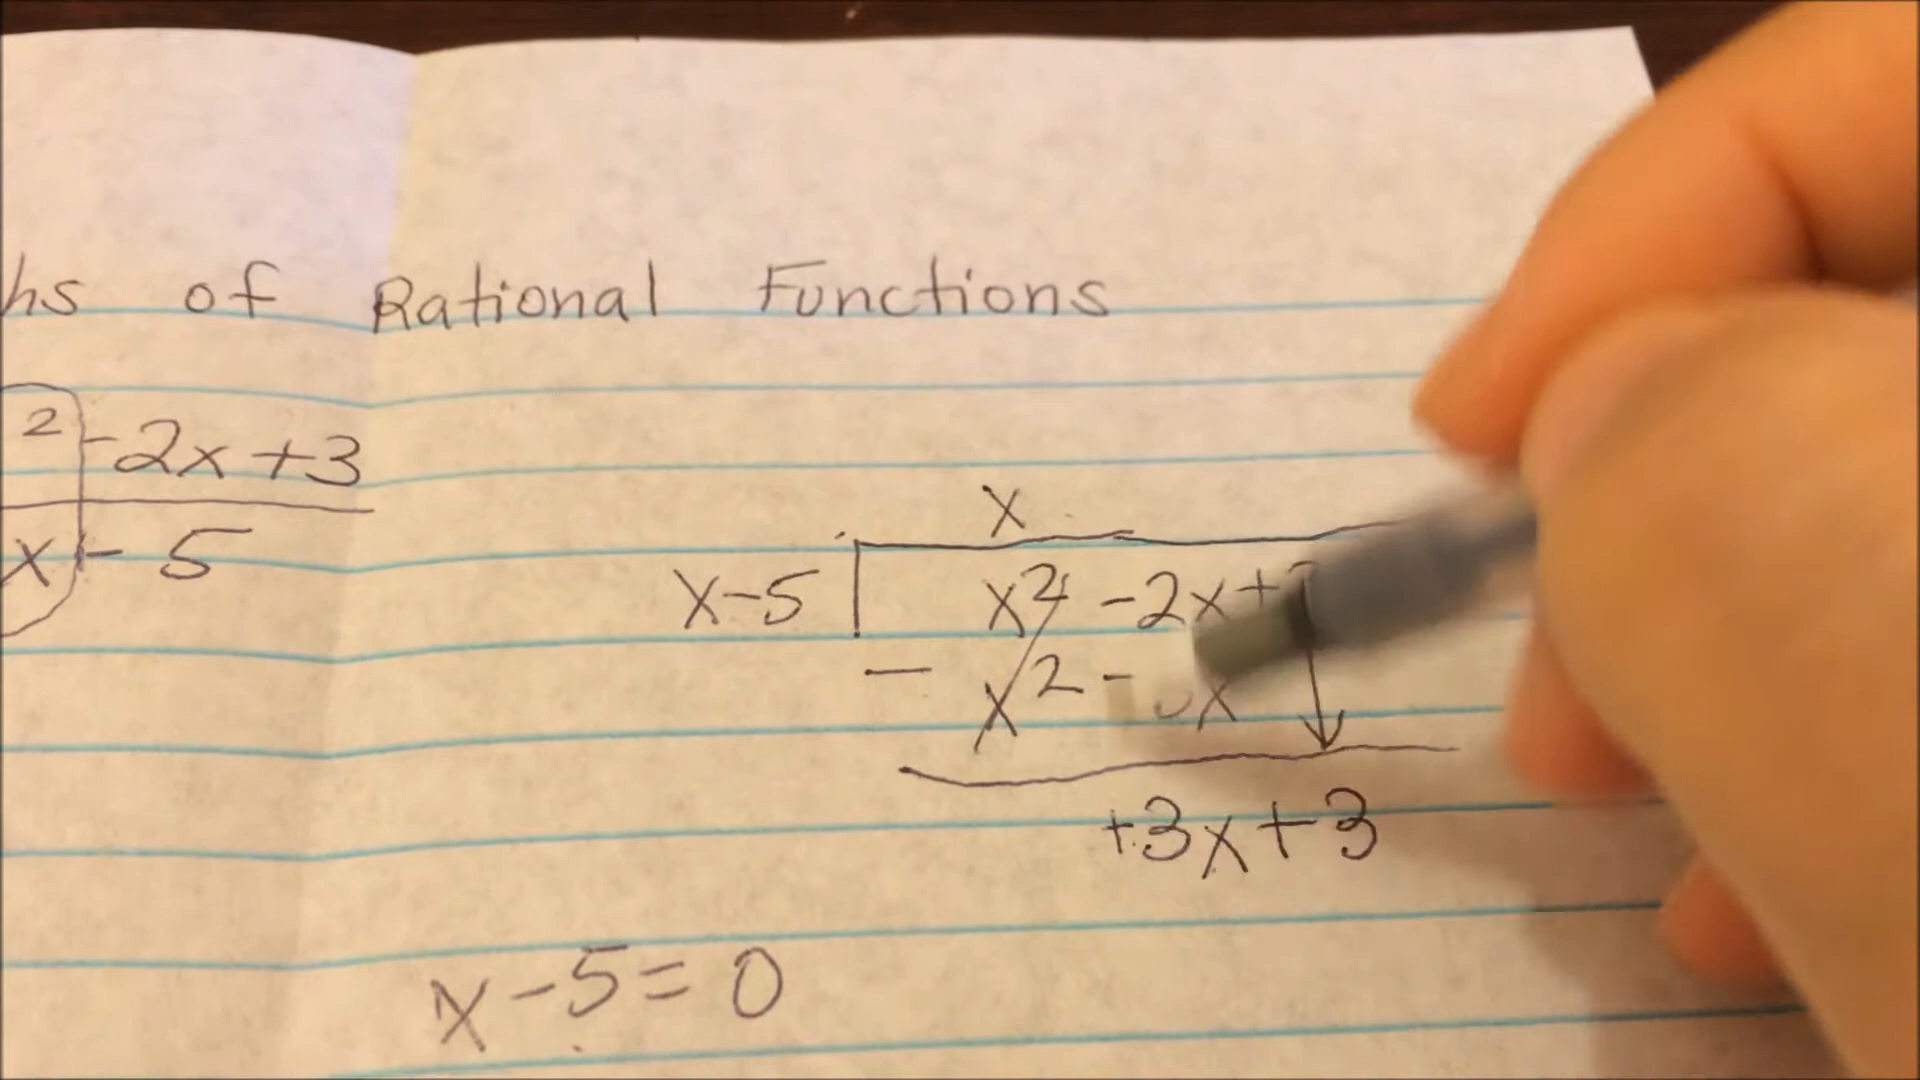 hs of Rational Functions
2 -2x +3
x - 5
x
x-5 x2 -2x+
- x2 - x
+3x+3
x-5=0